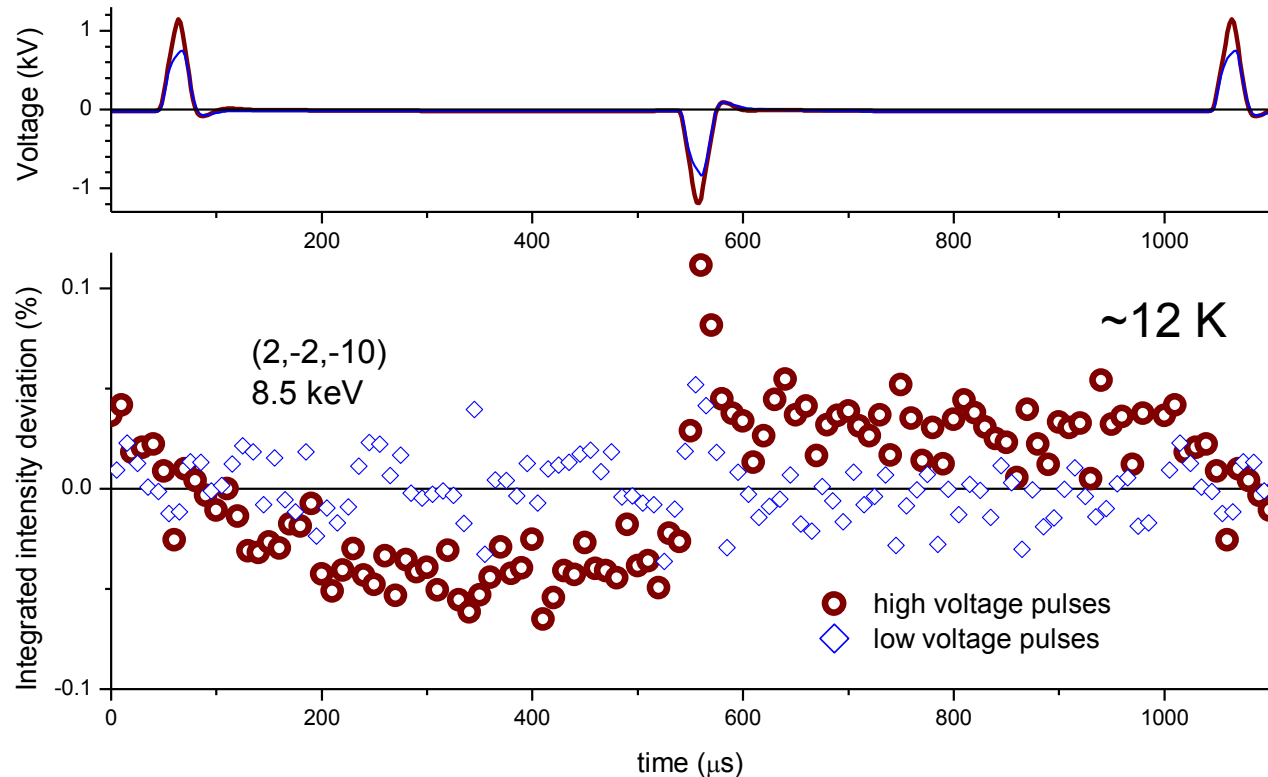 Voltage (kV)
1
0
-1
200
400
600
800
1000
Integrated intensity deviation (%)
0.1
0.0
-0.1
(2,-2,-10)
8.5 keV
~12 K
high voltage pulses
low voltage pulses
0
200
400
600
800
1000
time (μs)